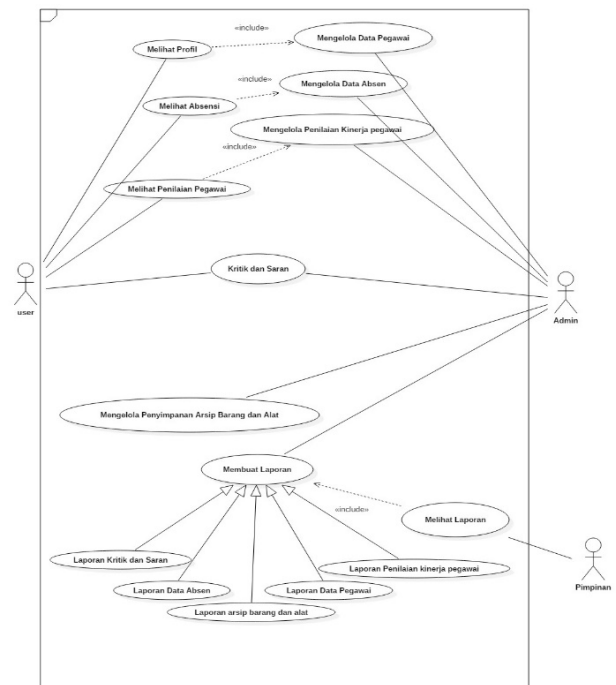 «include»
Mengelola Data Pegawai
Melihat Profil
«include»
Mengelola Data Absen
Melihat Absensi
Mengelola Penilaian Kinerja pegawai
«include»
Melihat Penilaian Pegawai
Kritik dan Saran
user
Admin
Mengelola Penyimpanan Arsip Barang dan Alat
Membuat Laporan
«include»
Melihat Laporan
Laporan Kritik dan Saran
Laporan Penilaian kinerja pegawai
Laporan Data Absen
Laporan Data Pegawai
Laporan arsip barang dan alat
Pimpinan